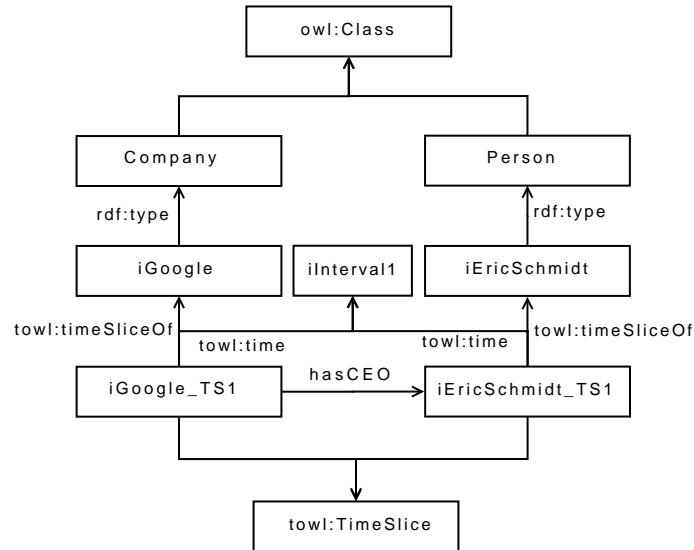 owl:Class
Company
Person
rdf:type
rdf:type
iGoogle
iInterval1
iEricSchmidt
towl:timeSliceOf
towl:time
towl:time
towl:timeSliceOf
iGoogle_TS1
hasCEO
iEricSchmidt_TS1
towl:TimeSlice